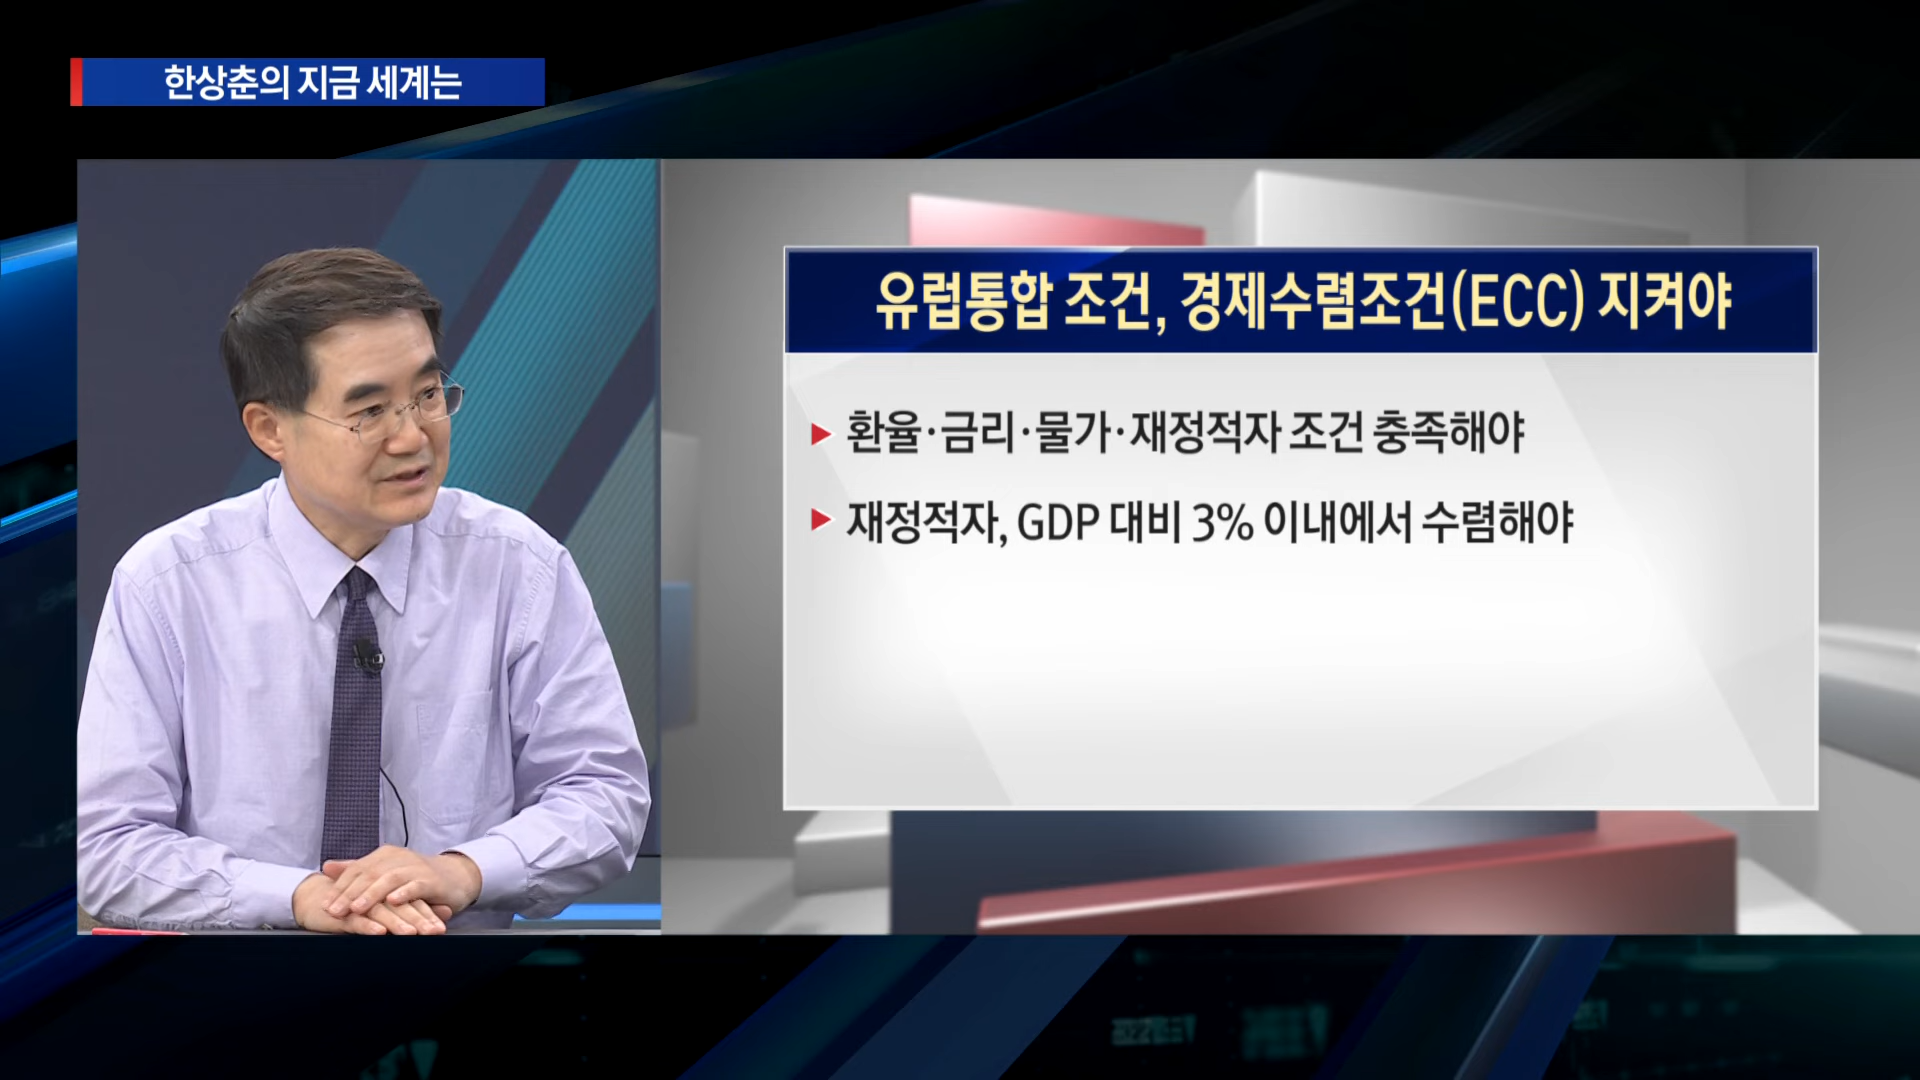 한상춘의 지금 세계는
유럽통합 조건, 경제수렴조건(ECC) 지켜야
▶ 환율·금리·물가·재정적자 조건 충족해야
▶ 재정적자, GDP 대비 3% 이내에서 수렴해야